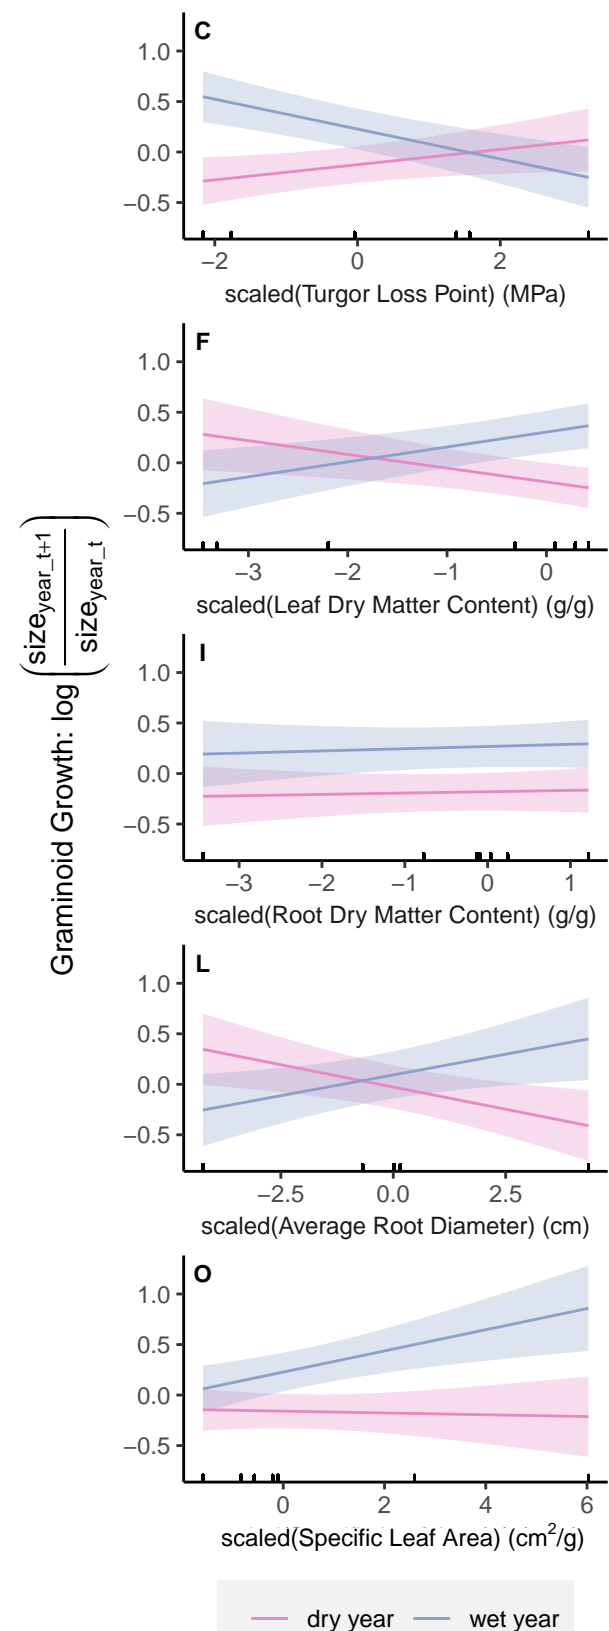 C
1.0
0.5
0.0
−0.5
−2 0 2
scaled(Turgor Loss Point) (MPa)
F
1.0
0.5
0.0
−0.5
−3 −2 −1 0
scaled(Leaf Dry Matter Content) (g/g)
Graminoid Growth: log(size_year_t+1 / size_year_t)
I
1.0
0.5
0.0
−0.5
−3 −2 −1 0 1
scaled(Root Dry Matter Content) (g/g)
L
1.0
0.5
0.0
−0.5
−2.5 0.0 2.5
scaled(Average Root Diameter) (cm)
O
1.0
0.5
0.0
−0.5
0 2 4 6
scaled(Specific Leaf Area) (cm²/g)
dry year wet year